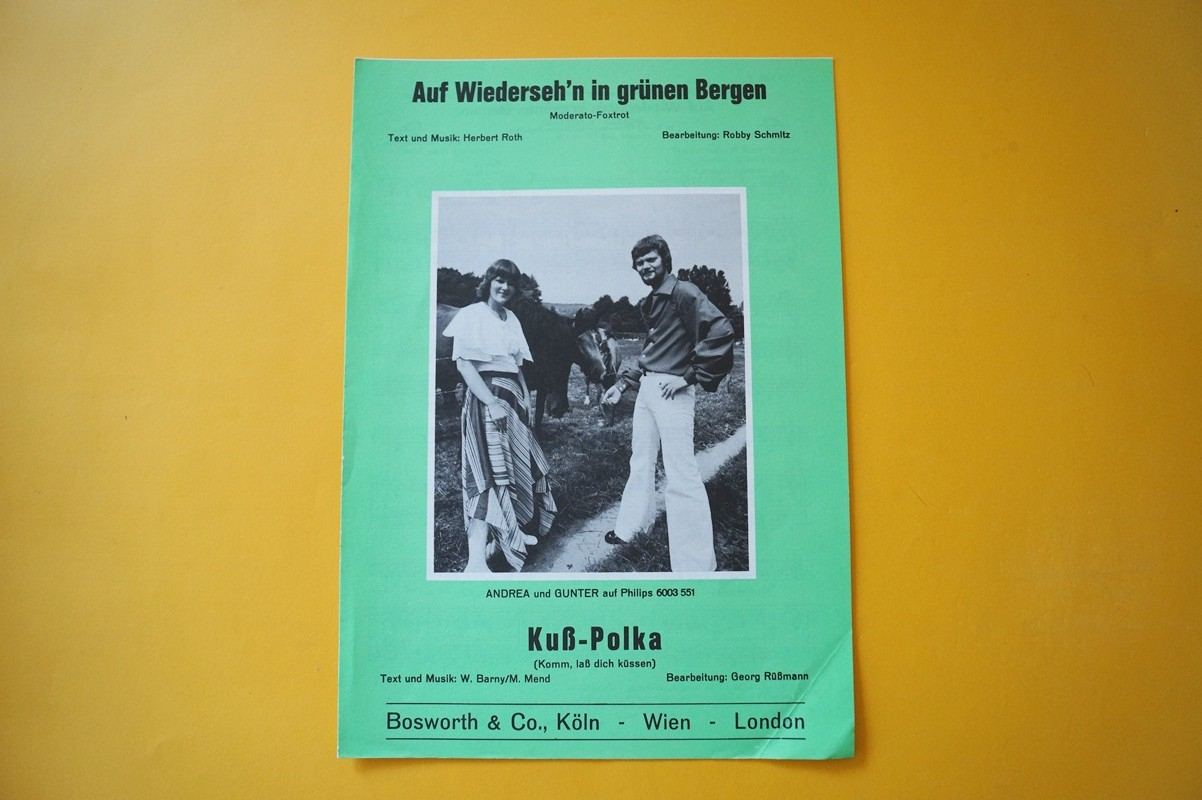 Auf Wiederseh'n in grünen Bergen
Moderato-Foxtrot
Text und Musik: Herbert Roth Bearbeitung: Robby Schmitz
ANDREA und GUNTER auf Philips 6003 551
Kuß-Polka
(Komm, laß dich küssen)
Text und Musik: W. Barny/M. Mend Bearbeitung: Georg Rüßmann
Bosworth & Co., Köln - Wien - London